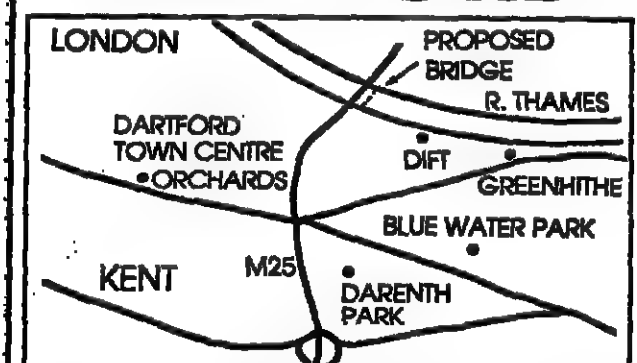 LONDON
PROPOSED
BRIDGE
R. THAMES
DARTFORD
TOWN CENTRE
ORCHARDS
DIFT
GREENHITHE
BLUE WATER PARK
KENT
M25
DARENTH
PARK